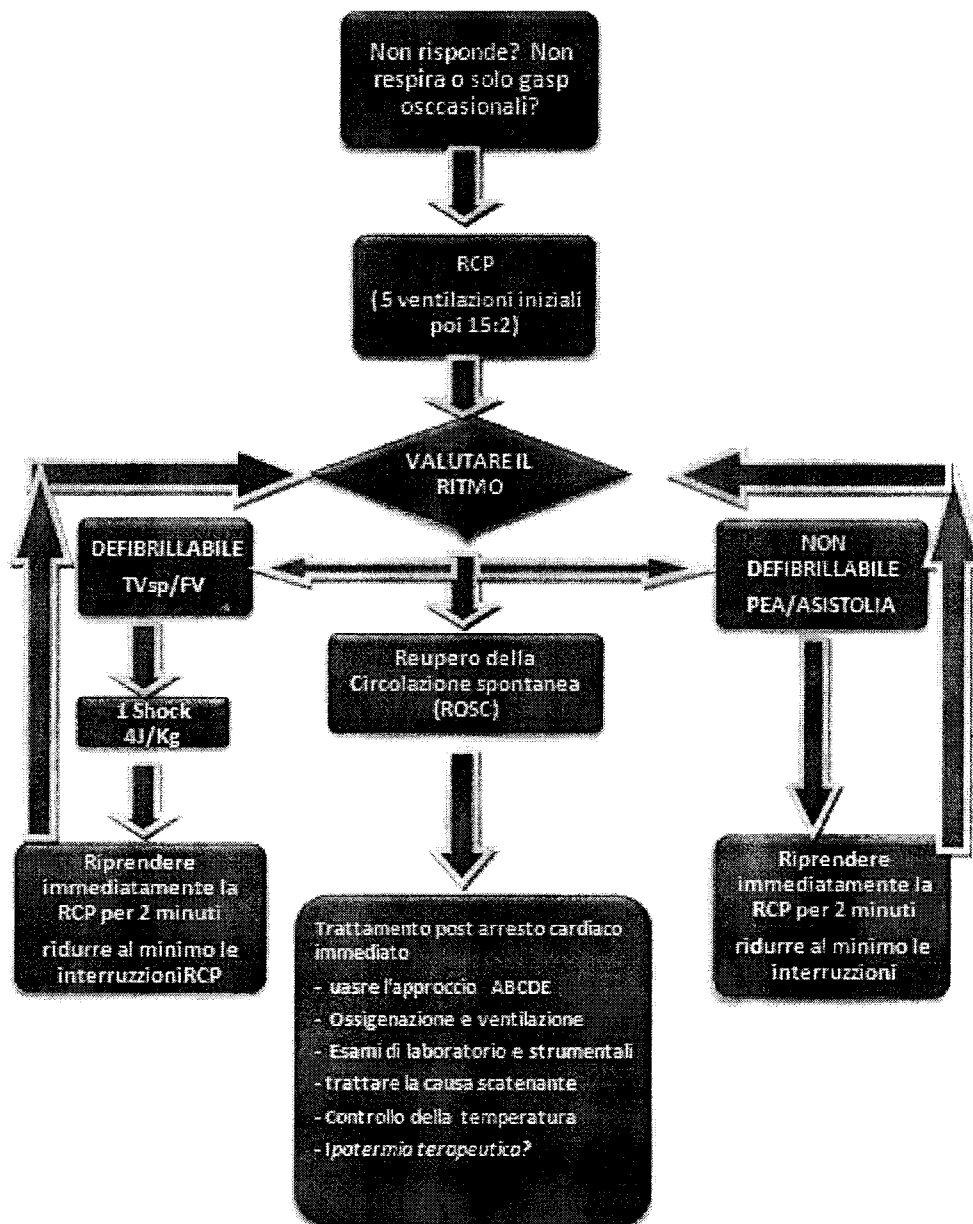 Non risponde? Non
respira o solo gasp
osccasionali?
RCP
(5 ventilazioni iniziali
poi 15:2)
VALUTARE IL
RITMO
DEFIBRILLABILE
TVsp/FV
NON
DEFIBRILLABILE
PEA/ASISTOLIA
Reupero della
Circolazione spontanea
(ROSC)
1 Shock
4J/Kg
Riprendere
immediatamente la
RCP per 2 minuti
ridurre al minimo le
interruzioniRCP
Riprendere
immediatamente la
RCP per 2 minuti
ridurre al minimo le
interruzioni
Trattamento post arresto cardiaco
immediato
- uasre l'approccio ABCDE
- Ossigenazione e ventilazione
- Esami di laboratorio e strumentali
- trattare la causa scatenante
- Controllo della temperatura
- Ipotermia terapeutica?